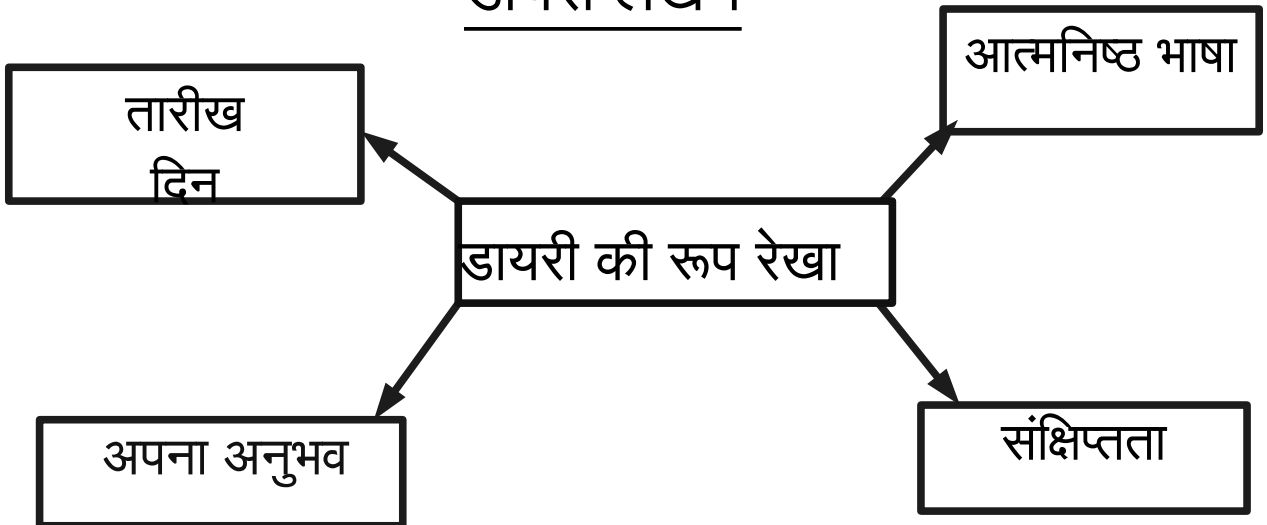 आत्मनिष्ठ भाषा
तारीख
दिन
डायरी की रूप रेखा
अपना अनुभव
संक्षिप्तता